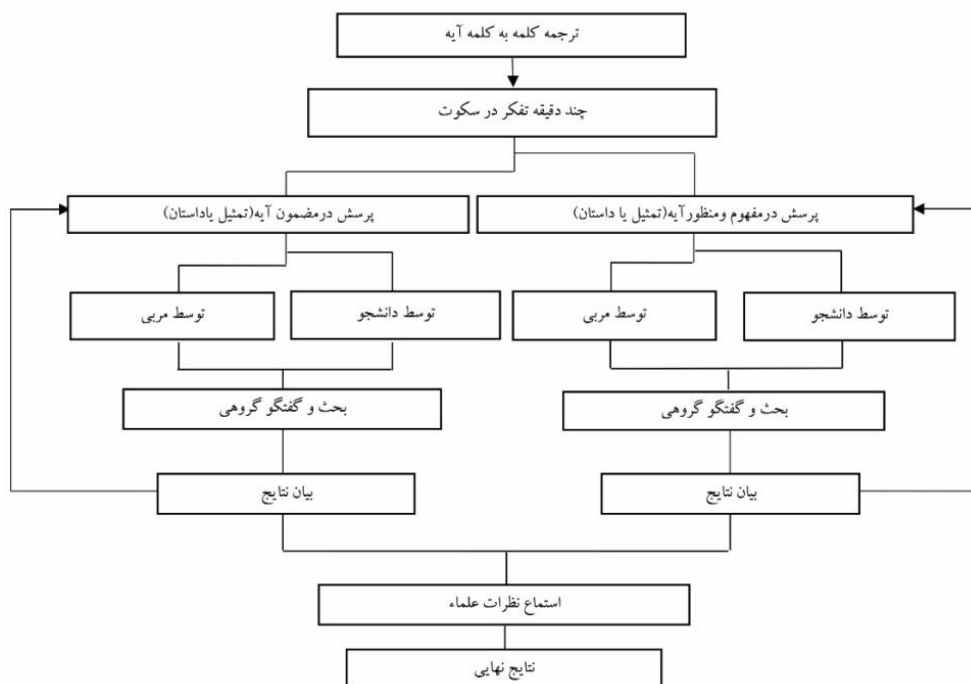 ترجمه کلمه به کلمه آیه
چند دقیقه تفکر در سکوت
پرسش درمفهوم ومنظورآیه(تمثیل یا داستان)
پرسش درمضمون آیه(تمثیل یاداستان)
توسط دانشجو
توسط مربی
توسط دانشجو
توسط مربی
بحث و گفتگو گروهی
بحث و گفتگو گروهی
بیان نتایج
بیان نتایج
استماع نظرات علماء
نتایج نهایی